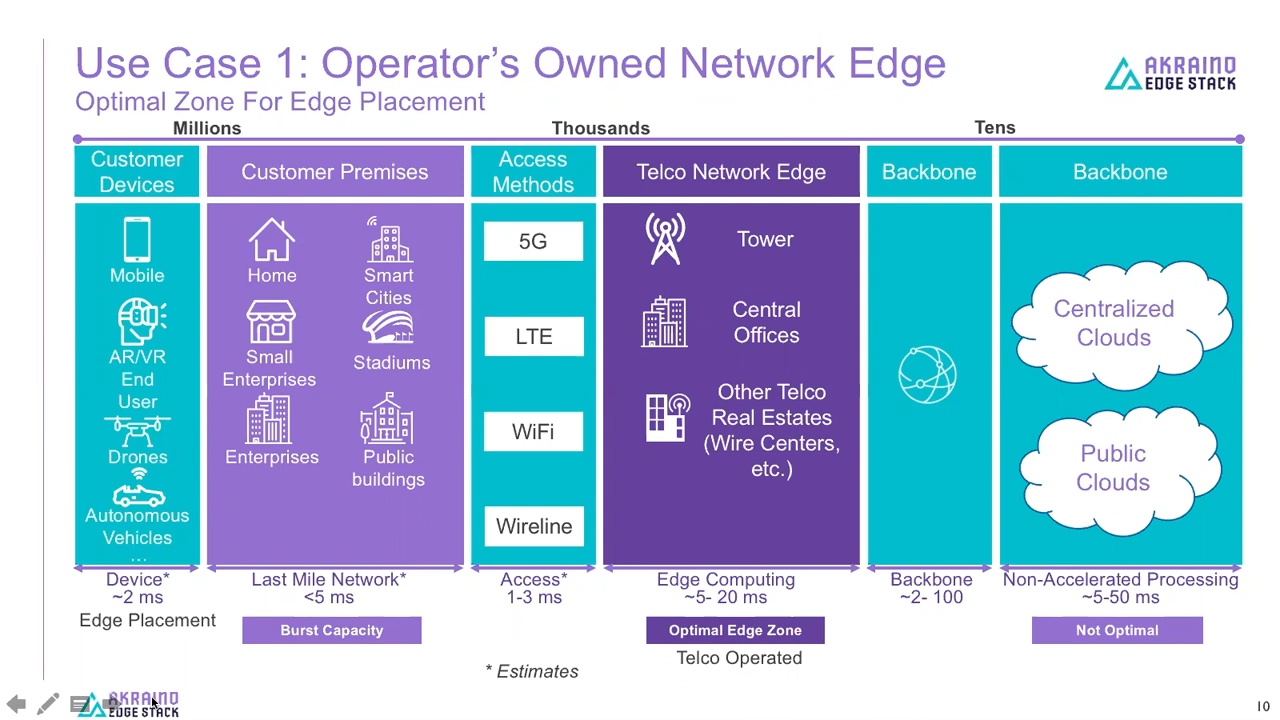 Use Case 1: Operator's Owned Network Edge
Optimal Zone For Edge Placement
AKRAINO
EDGE STACK
Millions
Thousands
Tens
Customer
Devices
Customer Premises
Access
Methods
Telco Network Edge
Backbone
Backbone
Mobile
AR/VR
End
User
Drones
Autonomous
Vehicles
...
Home
Smart
Cities
Small
Enterprises
Stadiums
Enterprises
Public
buildings
5G
LTE
WiFi
Wireline
Tower
Central
Offices
Other Telco
Real Estates
(Wire Centers,
etc.)
Centralized
Clouds
Public
Clouds
Device*
~2 ms
Last Mile Network*
<5 ms
Access*
1-3 ms
Edge Computing
~5- 20 ms
Backbone
~2- 100
Non-Accelerated Processing
~5-50 ms
Edge Placement
Burst Capacity
Optimal Edge Zone
Not Optimal
Telco Operated
* Estimates
AKRAINO
EDGE STACK
10